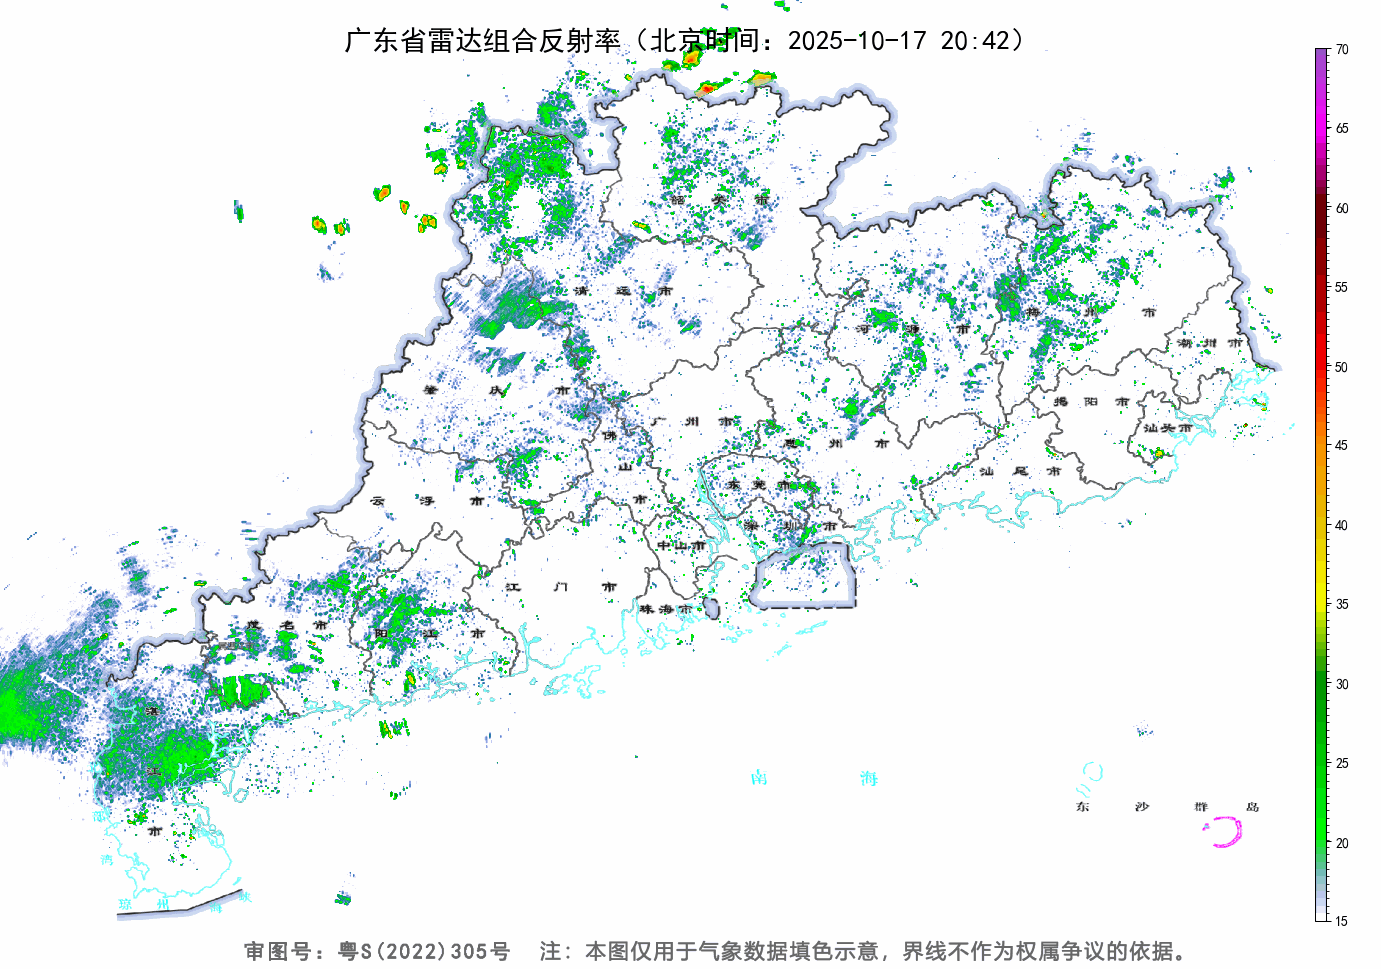 广东省雷达组合反射率（北京时间：2025-10-17 20:42）
70
65
60
55
50
45
40
35
30
25
20
15
韶关市
清远市
河源市
梅州市
潮州市
肇庆市
广州市
揭阳市
汕头市
佛山市
惠州市
汕尾市
云浮市
东莞市
深圳市
中山市
江门市
珠海市
茂名市
阳江市
湛江市
南海
东沙群岛
湾
琼州海峡
审图号：粤S(2022)305号 注：本图仅用于气象数据填色示意，界线不作为权属争议的依据。